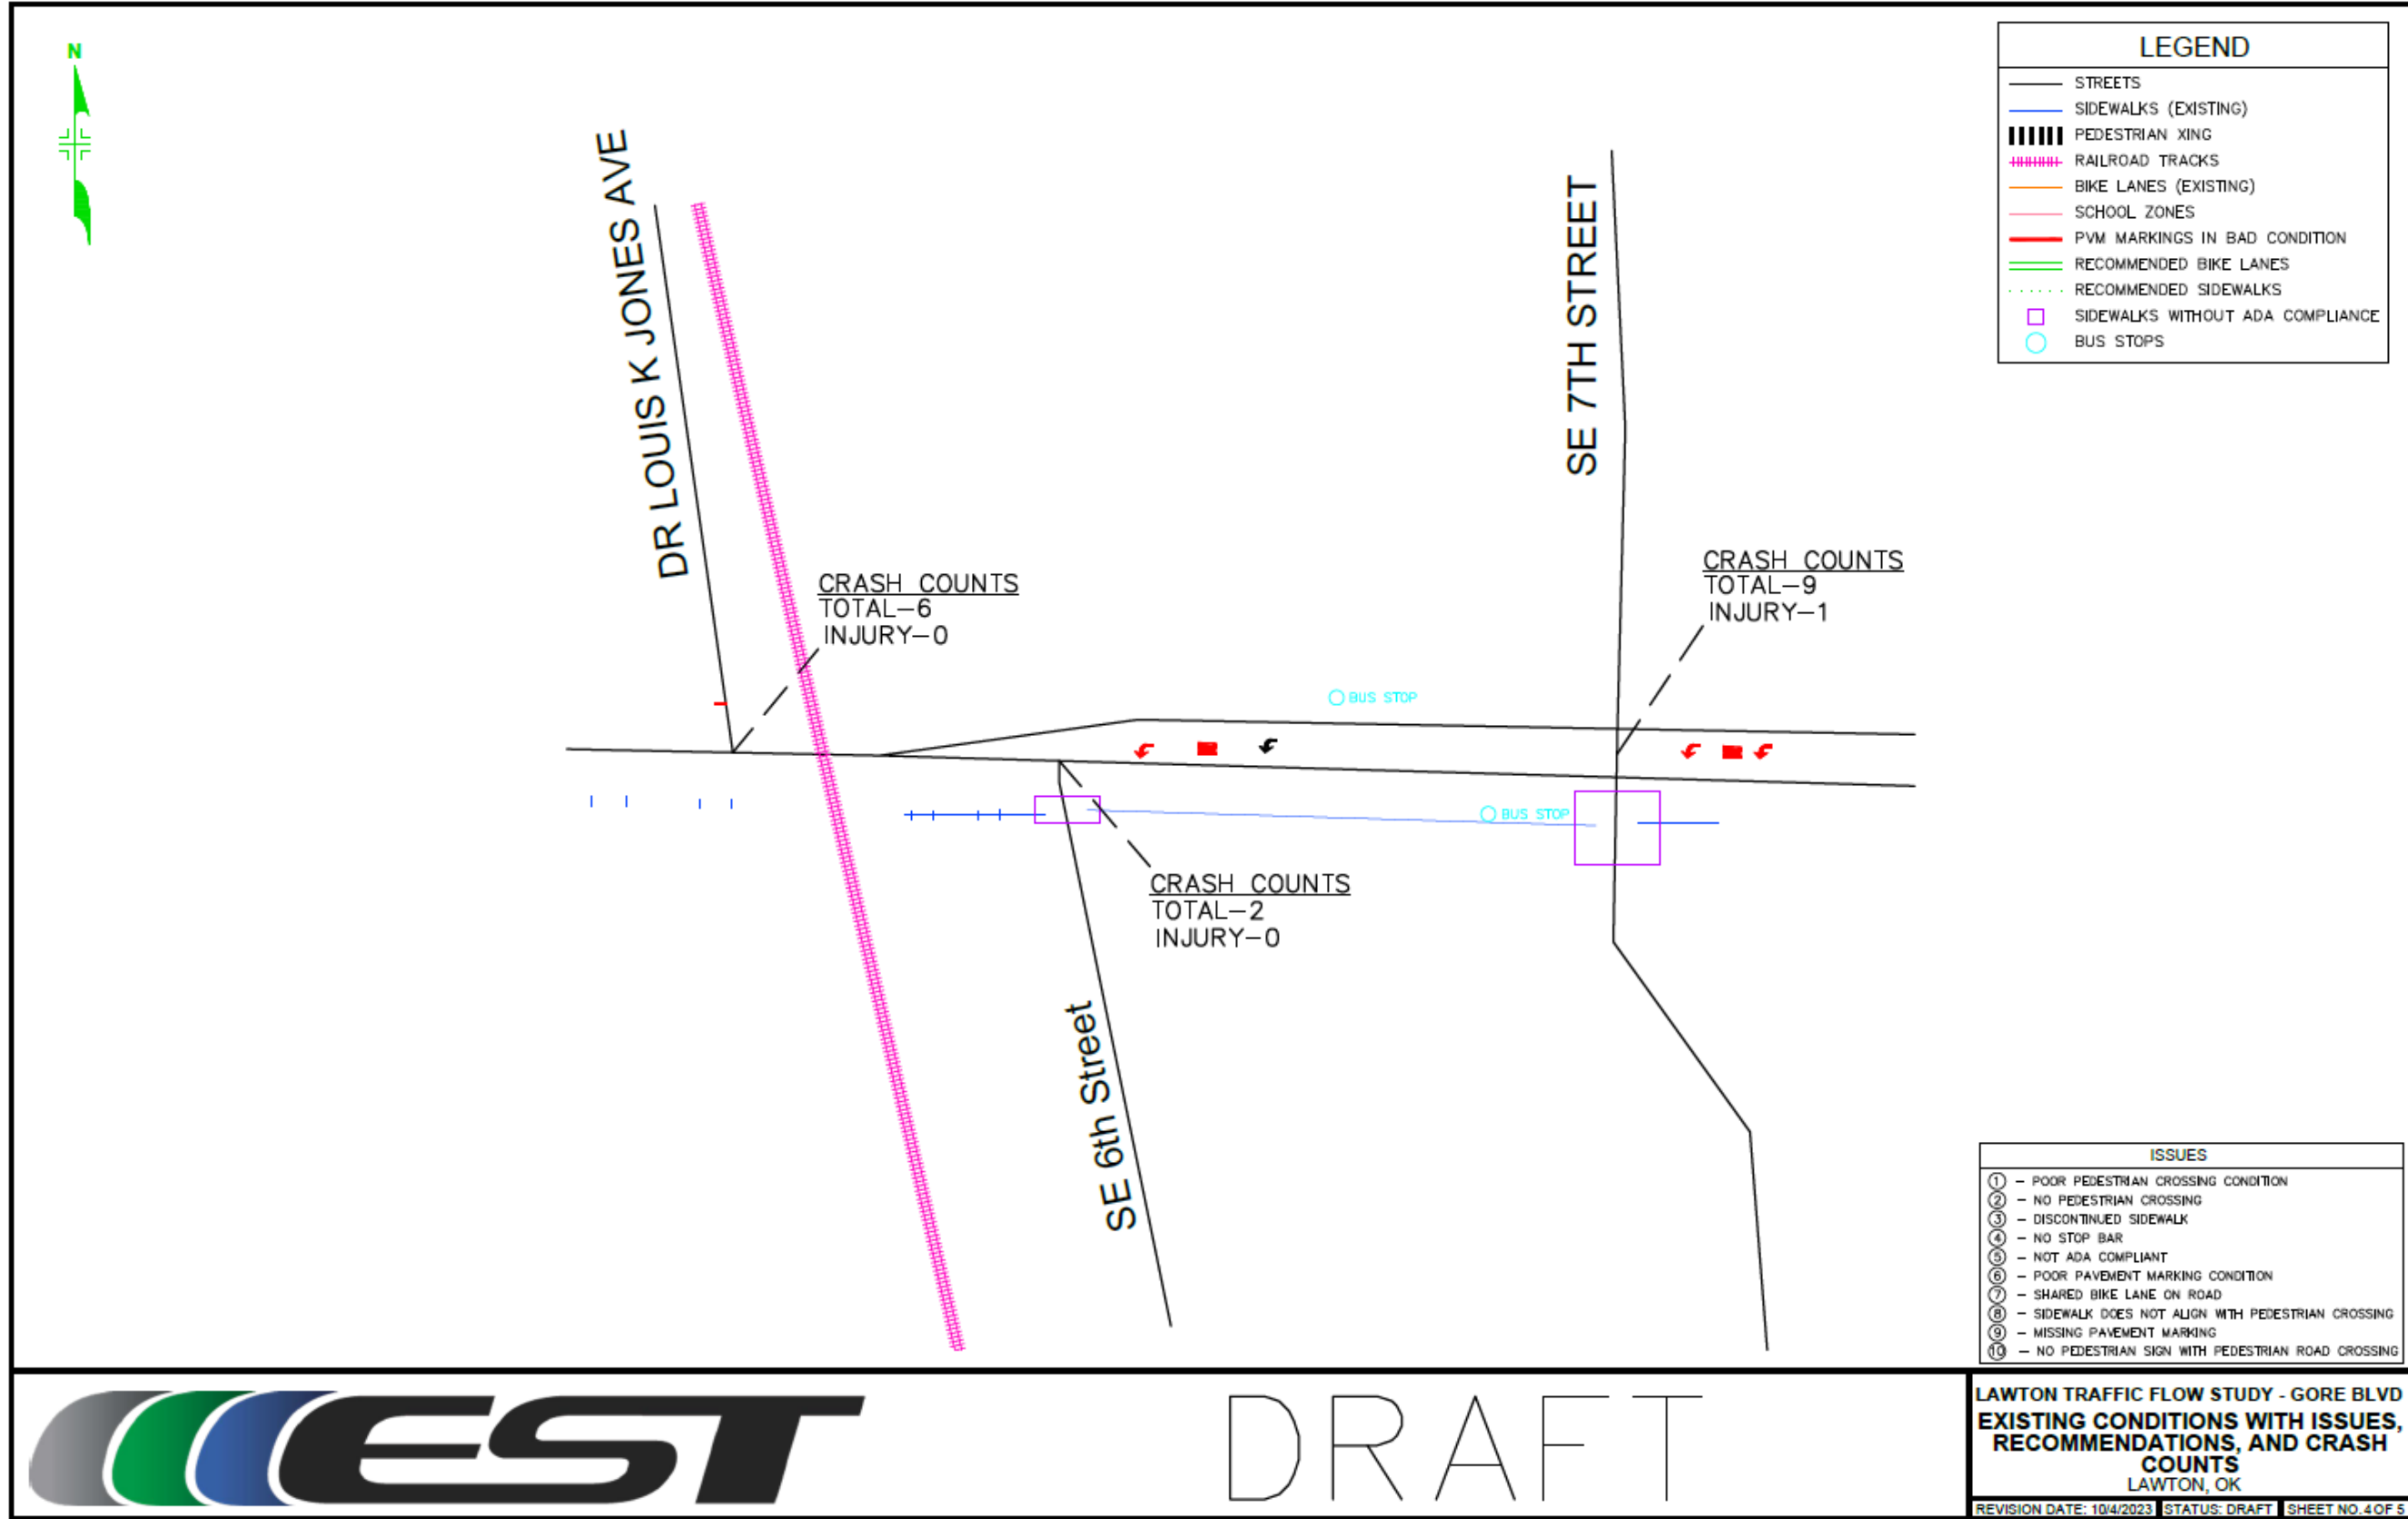 N
DR LOUIS K JONES AVE
SE 7TH STREET
LEGEND
STREETS
SIDEWALKS (EXISTING)
PEDESTRIAN XING
RAILROAD TRACKS
BIKE LANES (EXISTING)
SCHOOL ZONES
PVM MARKINGS IN BAD CONDITION
RECOMMENDED BIKE LANES
RECOMMENDED SIDEWALKS
SIDEWALKS WITHOUT ADA COMPLIANCE
BUS STOPS
CRASH COUNTS
TOTAL-6
INJURY-0
CRASH COUNTS
TOTAL-9
INJURY-1
BUS STOP
BUS STOP
CRASH COUNTS
TOTAL-2
INJURY-0
SE 6th Street
ISSUES
1 - POOR PEDESTRIAN CROSSING CONDITION
2 - NO PEDESTRIAN CROSSING
3 - DISCONTINUED SIDEWALK
4 - NO STOP BAR
5 - NOT ADA COMPLIANT
6 - POOR PAVEMENT MARKING CONDITION
7 - SHARED BIKE LANE ON ROAD
8 - SIDEWALK DOES NOT ALIGN WITH PEDESTRIAN CROSSING
9 - MISSING PAVEMENT MARKING
10 - NO PEDESTRIAN SIGN WITH PEDESTRIAN ROAD CROSSING
EST
DRAFT
LAWTON TRAFFIC FLOW STUDY - GORE BLVD
EXISTING CONDITIONS WITH ISSUES,
RECOMMENDATIONS, AND CRASH
COUNTS
LAWTON, OK
REVISION DATE: 10/4/2023 STATUS: DRAFT SHEET NO. 4 OF 5